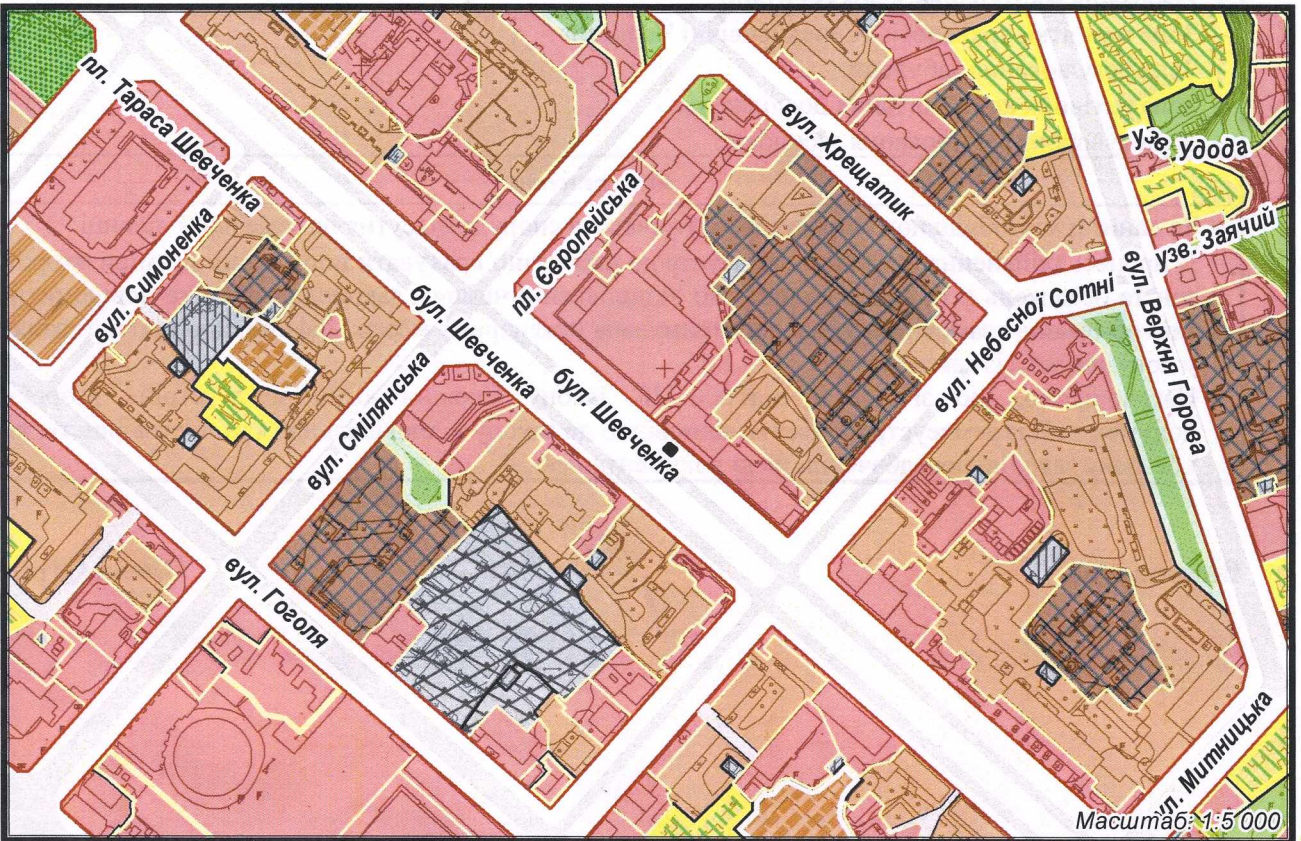 пл. Тараса Шевченка
вул. Хрещатик
узв. Удода
пл. Європейська
вул. Симоненка
узв. Заячий
вул. Небесної Сотні
вул. Верхня Горова
бул. Шевченка
бул. Шевченка
вул. Смілянська
вул. Гоголя
вул. Митницька
Масштаб: 1:5 000